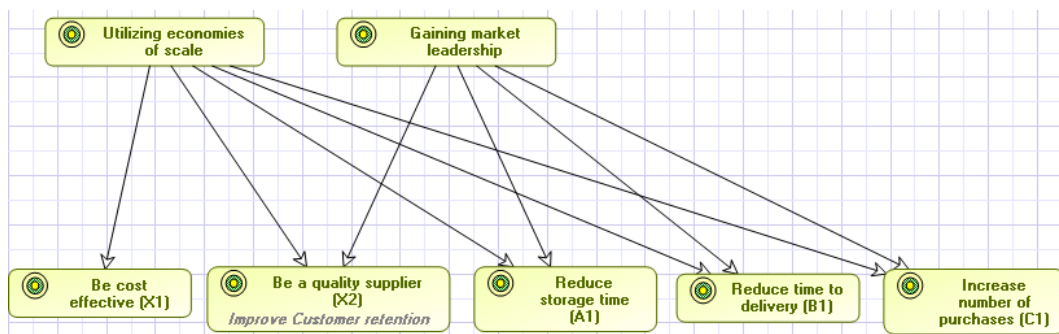 Utilizing economies
of scale
Gaining market
leadership
Be cost
effective (X1)
Be a quality supplier
(X2)
Improve Customer retention
Reduce
storage time
(A1)
Reduce time to
delivery (B1)
Increase
number of
purchases (C1)